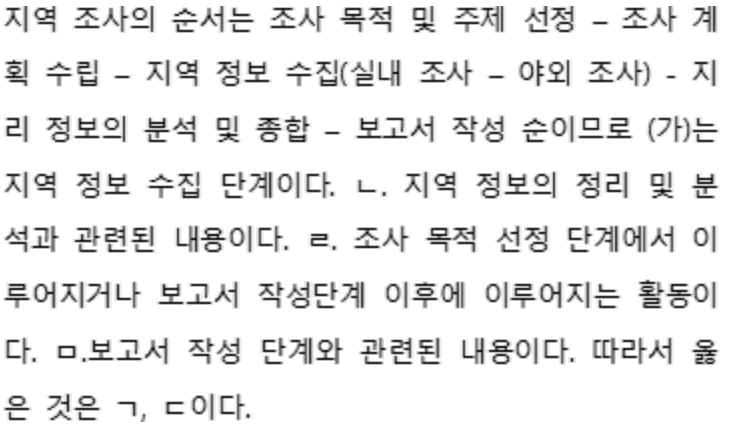 지역 조사의 순서는 조사 목적 및 주제 선정 – 조사 계
획 수립 – 지역 정보 수집(실내 조사 – 야외 조사) - 지
리 정보의 분석 및 종합 – 보고서 작성 순이므로 (가)는
지역 정보 수집 단계이다. ㄴ. 지역 정보의 정리 및 분
석과 관련된 내용이다. ㄹ. 조사 목적 선정 단계에서 이
루어지거나 보고서 작성단계 이후에 이루어지는 활동이
다. ㅁ.보고서 작성 단계와 관련된 내용이다. 따라서 옳
은 것은 ㄱ, ㄷ이다.